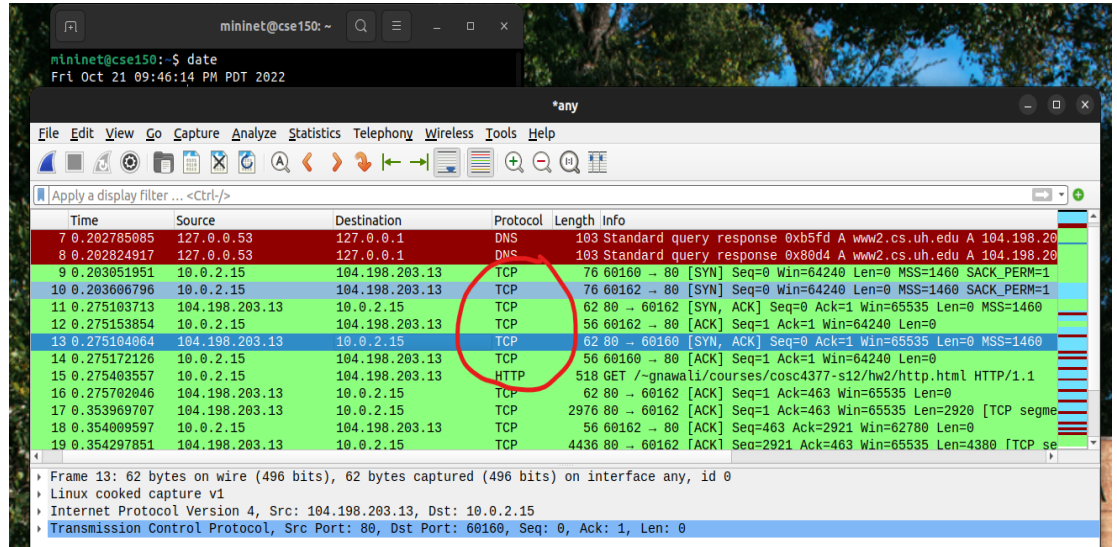 mininet@cse150: ~
mininet@cse150:~$ date
Fri Oct 21 09:46:14 PM PDT 2022
*any
File Edit View Go Capture Analyze Statistics Telephony Wireless Tools Help
Apply a display filter ... <Ctrl-/>
Time Source Destination Protocol Length Info
7 0.202785085 127.0.0.53 127.0.0.1 DNS 103 Standard query response 0xb5fd A www2.cs.uh.edu A 104.198.20
8 0.202824917 127.0.0.53 127.0.0.1 DNS 103 Standard query response 0x80d4 A www2.cs.uh.edu A 104.198.20
9 0.203051951 10.0.2.15 104.198.203.13 TCP 76 60160 → 80 [SYN] Seq=0 Win=64240 Len=0 MSS=1460 SACK_PERM=1
10 0.203606796 10.0.2.15 104.198.203.13 TCP 76 60162 → 80 [SYN] Seq=0 Win=64240 Len=0 MSS=1460 SACK_PERM=1
11 0.275103713 104.198.203.13 10.0.2.15 TCP 62 80 → 60162 [SYN, ACK] Seq=0 Ack=1 Win=65535 Len=0 MSS=1460
12 0.275153854 10.0.2.15 104.198.203.13 TCP 56 60162 → 80 [ACK] Seq=1 Ack=1 Win=64240 Len=0
13 0.275104064 104.198.203.13 10.0.2.15 TCP 62 80 → 60160 [SYN, ACK] Seq=0 Ack=1 Win=65535 Len=0 MSS=1460
14 0.275172126 10.0.2.15 104.198.203.13 TCP 56 60160 → 80 [ACK] Seq=1 Ack=1 Win=64240 Len=0
15 0.275403557 10.0.2.15 104.198.203.13 HTTP 518 GET /~gnawali/courses/cosc4377-s12/hw2/http.html HTTP/1.1
16 0.275702046 104.198.203.13 10.0.2.15 TCP 62 80 → 60162 [ACK] Seq=1 Ack=463 Win=65535 Len=0
17 0.353969707 104.198.203.13 10.0.2.15 TCP 2976 80 → 60162 [ACK] Seq=1 Ack=463 Win=65535 Len=2920 [TCP segme
18 0.354009597 10.0.2.15 104.198.203.13 TCP 56 60162 → 80 [ACK] Seq=463 Ack=2921 Win=62780 Len=0
19 0.354297851 104.198.203.13 10.0.2.15 TCP 4436 80 → 60162 [ACK] Seq=2921 Ack=463 Win=65535 Len=4380 [TCP se
Frame 13: 62 bytes on wire (496 bits), 62 bytes captured (496 bits) on interface any, id 0
Linux cooked capture v1
Internet Protocol Version 4, Src: 104.198.203.13, Dst: 10.0.2.15
Transmission Control Protocol, Src Port: 80, Dst Port: 60160, Seq: 0, Ack: 1, Len: 0